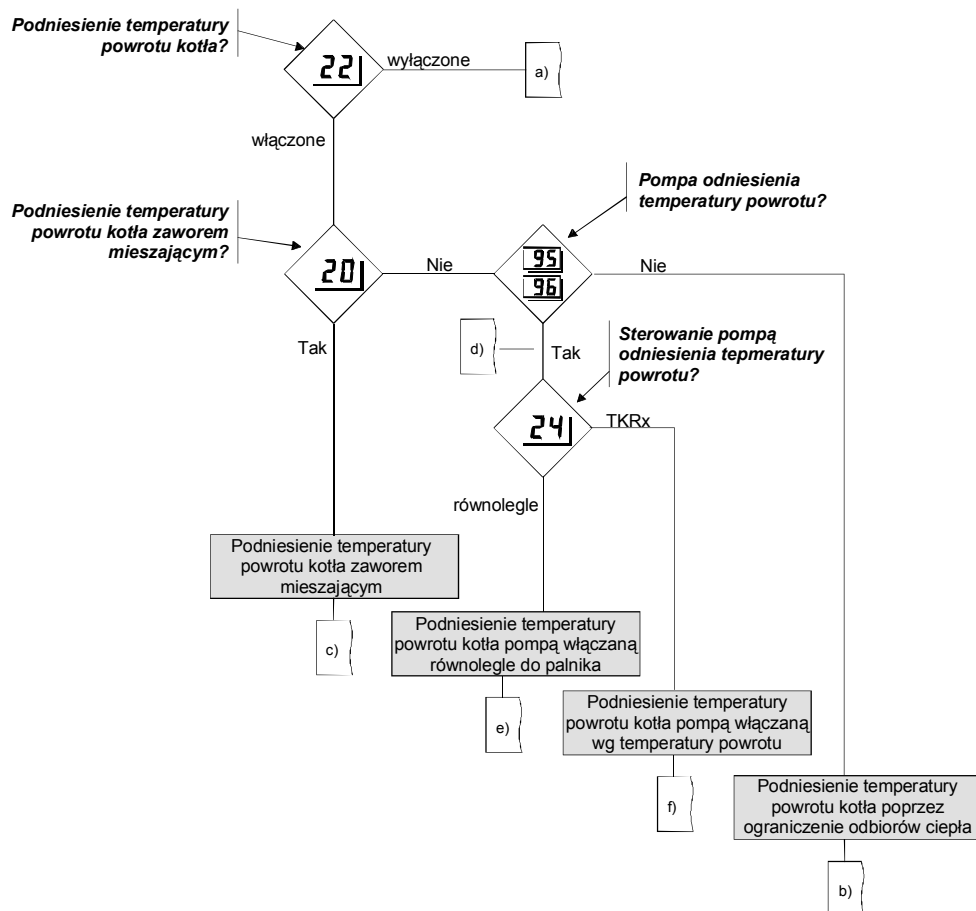 Podniesienie temperatury
powrotu kotła?
22
wyłączone
a)
włączone
Podniesienie temperatury
powrotu kotła zaworem
mieszającym?
20
Nie
Pompa odniesienia
temperatury powrotu?
95
96
Nie
Tak
d)
Tak
Sterowanie pompą
odniesienia tepmeratury
powrotu?
24
TKRx
równolegle
Podniesienie temperatury
powrotu kotła zaworem
mieszającym
c)
Podniesienie temperatury
powrotu kotła pompą włączaną
równolegle do palnika
e)
Podniesienie temperatury
powrotu kotła pompą włączaną
wg temperatury powrotu
f)
Podniesienie temperatury
powrotu kotła poprzez
ograniczenie odbiorów ciepła
b)